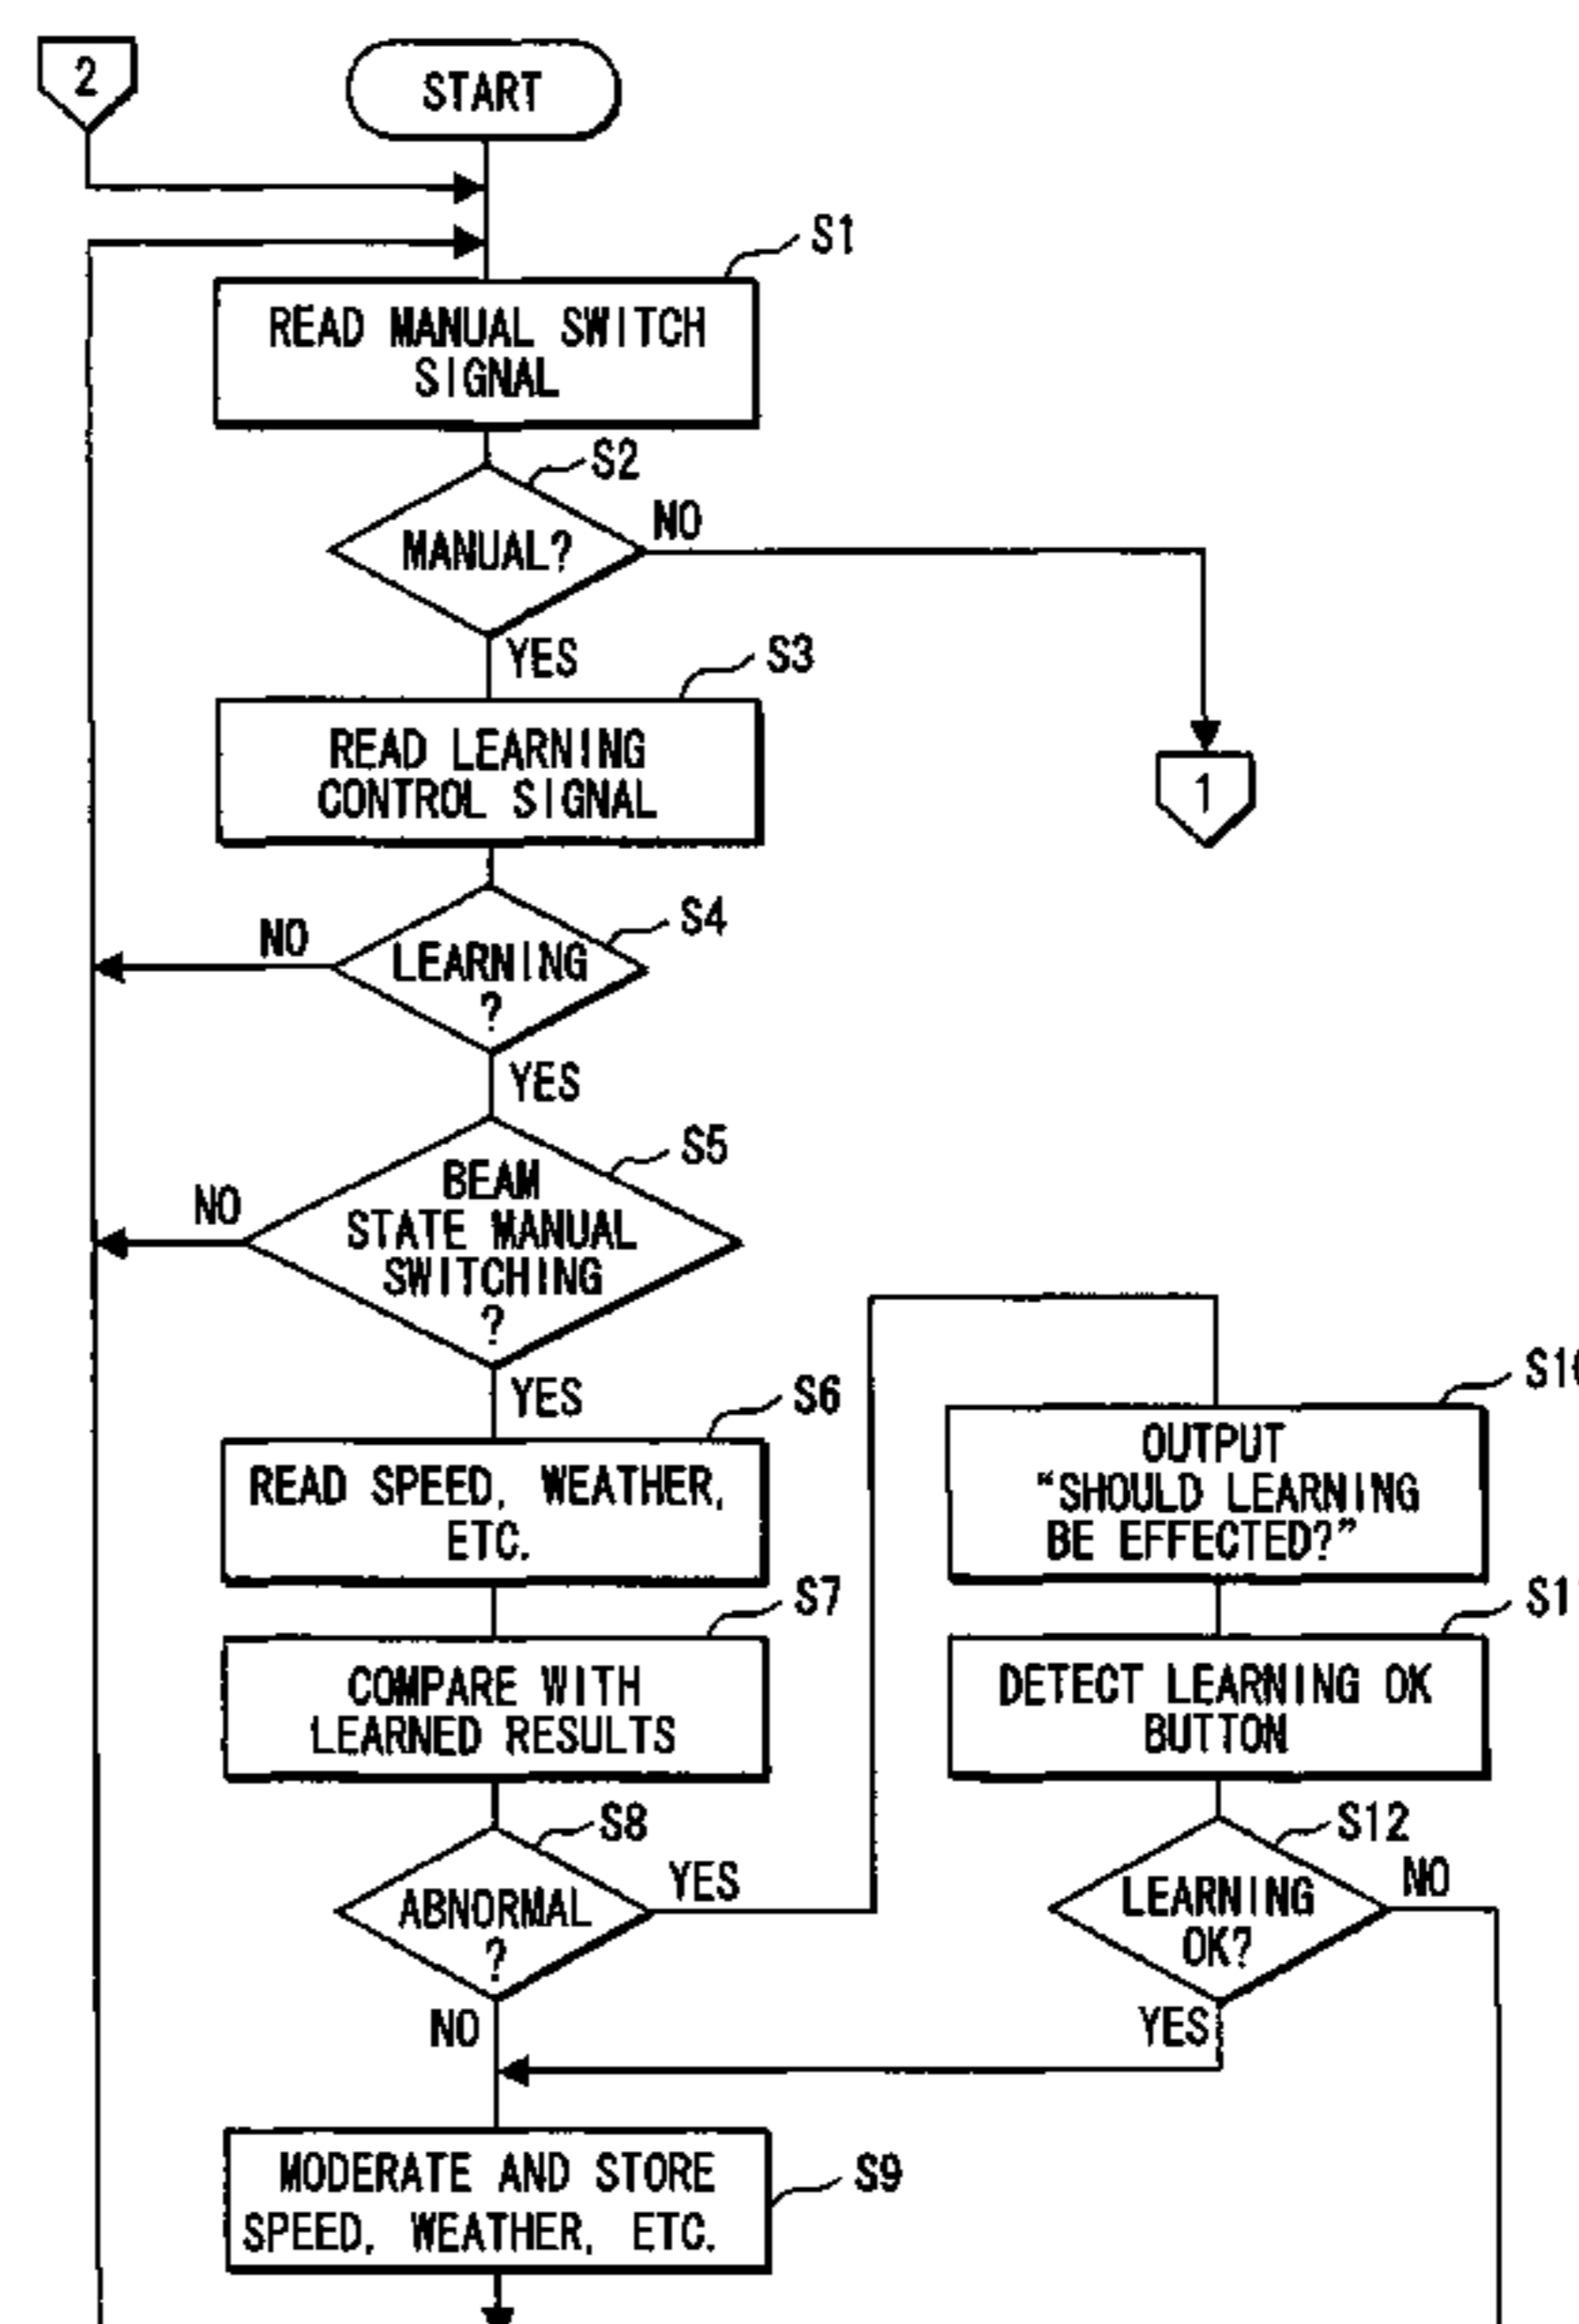 2
START
S1
READ MANUAL SWITCH
SIGNAL
S2
MANUAL?
NO
YES
S3
READ LEARNING
CONTROL SIGNAL
1
S4
NO
LEARNING
?
YES
S5
NO
BEAM
STATE MANUAL
SWITCHING
?
YES
S6
READ SPEED, WEATHER,
ETC.
S7
COMPARE WITH
LEARNED RESULTS
S8
ABNORMAL
?
YES
NO
S10
OUTPUT
“SHOULD LEARNING
BE EFFECTED?”
S1
DETECT LEARNING OK
BUTTON
S12
LEARNING
OK?
NO
YES
MODERATE AND STORE
SPEED, WEATHER, ETC.
S9